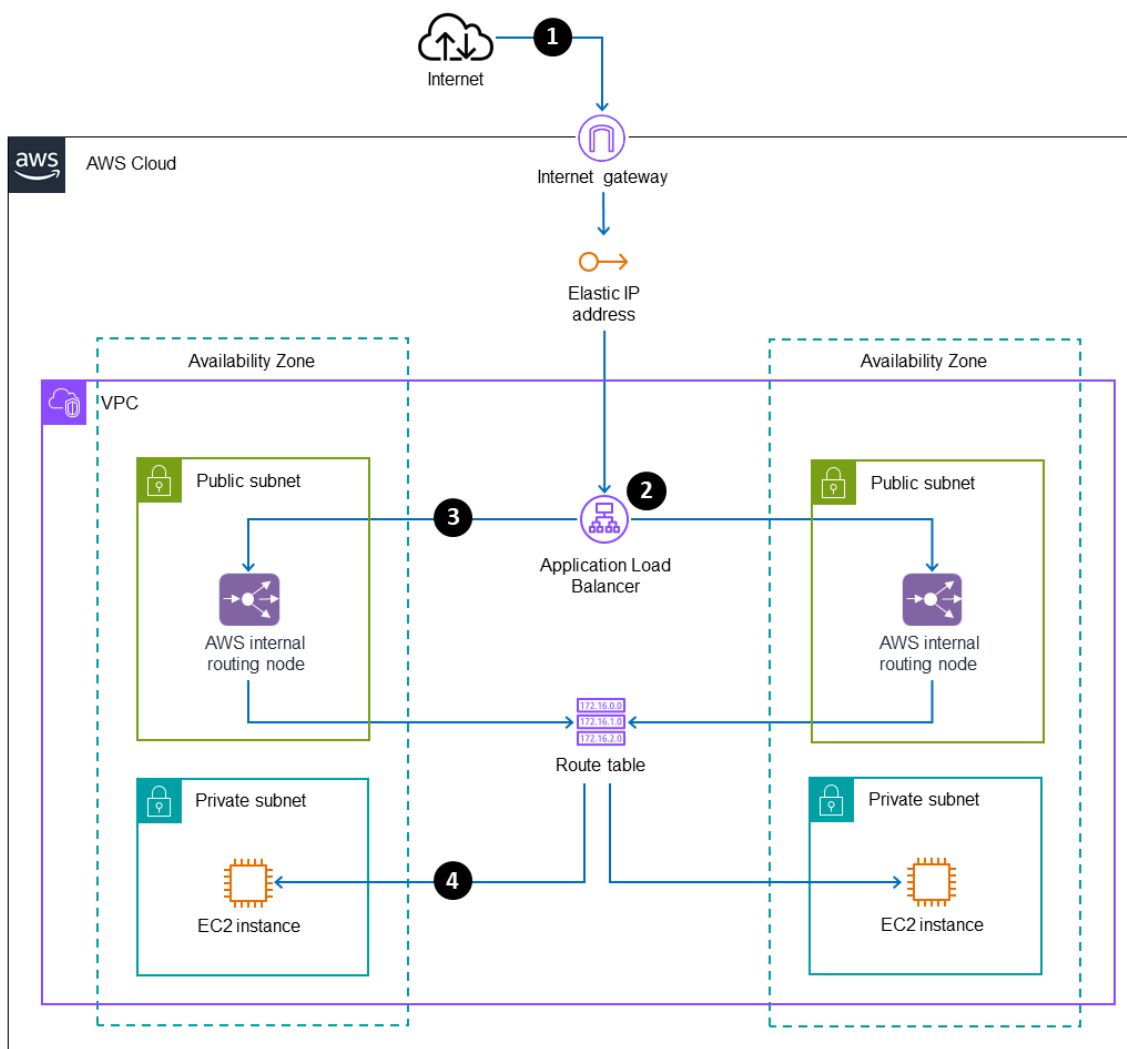 1
Internet
aws
AWS Cloud
Internet gateway
Elastic IP
address
Availability Zone
Availability Zone
VPC
Public subnet
2
Public subnet
3
Application Load
Balancer
AWS internal
routing node
AWS internal
routing node
172.16.0.0
172.16.1.0
172.16.2.0
Route table
Private subnet
Private subnet
4
EC2 instance
EC2 instance